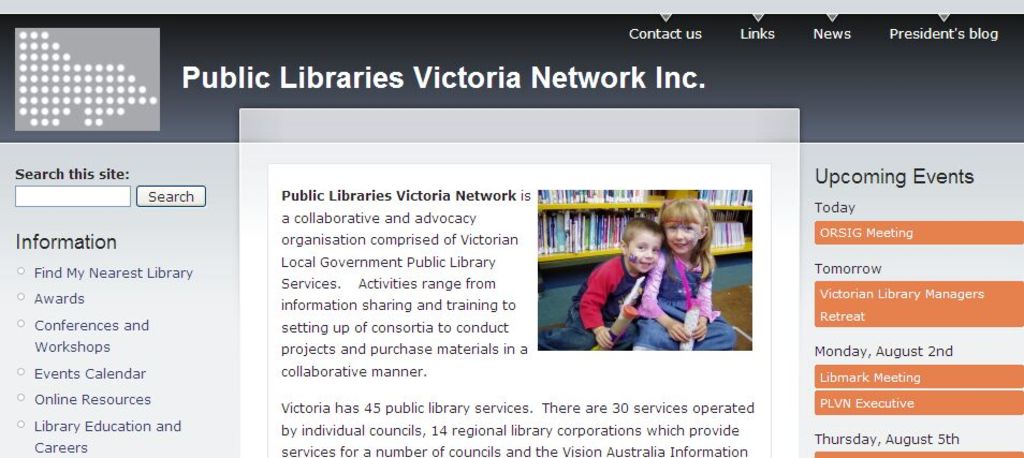 Contact us
Links
News
President's blog
Public Libraries Victoria Network Inc.
Search this site:
Search
Information
Find My Nearest Library
Awards
Conferences and
Workshops
Events Calendar
Online Resources
Library Education and
Careers
Public Libraries Victoria Network is
a collaborative and advocacy
organisation comprised of Victorian
Local Government Public Library
Services.    Activities range from
information sharing and training to
setting up of consortia to conduct
projects and purchase materials in a
collaborative manner.
Victoria has 45 public library services.  There are 30 services operated
by individual councils, 14 regional library corporations which provide
services for a number of councils and the Vision Australia Information
Upcoming Events
Today
ORSIG Meeting
Tomorrow
Victorian Library Managers
Retreat
Monday, August 2nd
Libmark Meeting
PLVN Executive
Thursday, August 5th